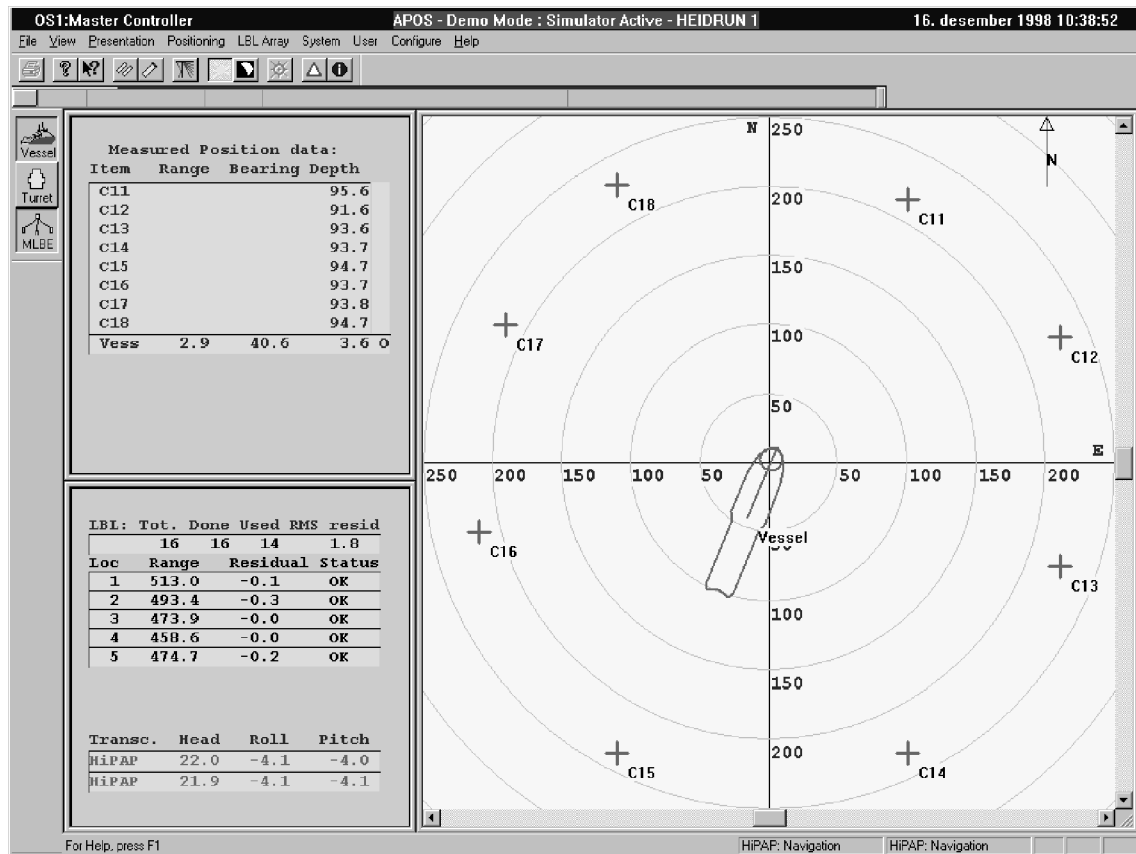 OS1:Master Controller APOS - Demo Mode : Simulator Active - HEIDRUN 1 16. desember 1998 10:38:52
File View Presentation Positioning LBL Array System User Configure Help
Vessel
Turret
MLBE
Measured Position data:
Item Range Bearing Depth
C11 95.6
C12 91.6
C13 93.6
C14 93.7
C15 94.7
C16 93.7
C17 93.8
C18 94.7
Vess 2.9 40.6 3.6 O
LBL: Tot. Done Used RMS resid
16 16 14 1.8
Loc Range Residual Status
1 513.0 -0.1 OK
2 493.4 -0.3 OK
3 473.9 -0.0 OK
4 458.6 -0.0 OK
5 474.7 -0.2 OK
Transc. Head Roll Pitch
HiPAP 22.0 -4.1 -4.0
HiPAP 21.9 -4.1 -4.1
N 250
N
C18 200 C11
150
C17 100 C12
50
E
250 200 150 100 50 50 100 150 200
C16 Vessel
50
C13
100
150
200
C15 C14
For Help, press F1 HiPAP: Navigation HiPAP: Navigation